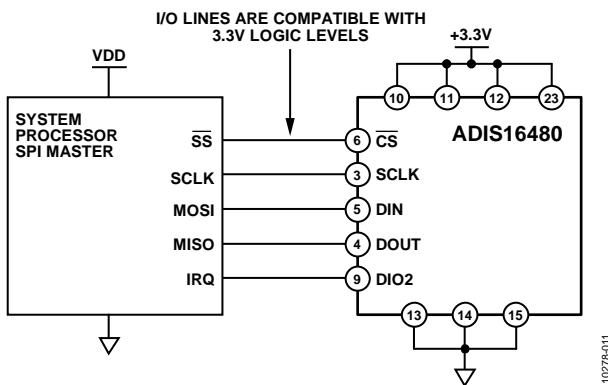 I/O LINES ARE COMPATIBLE WITH
3.3V LOGIC LEVELS
VDD
+3.3V
10
11
12
23
SYSTEM
PROCESSOR
SPI MASTER
ADIS16480
SS
6
CS
SCLK
3
SCLK
MOSI
5
DIN
MISO
4
DOUT
IRQ
9
DIO2
13
14
15
10278-011